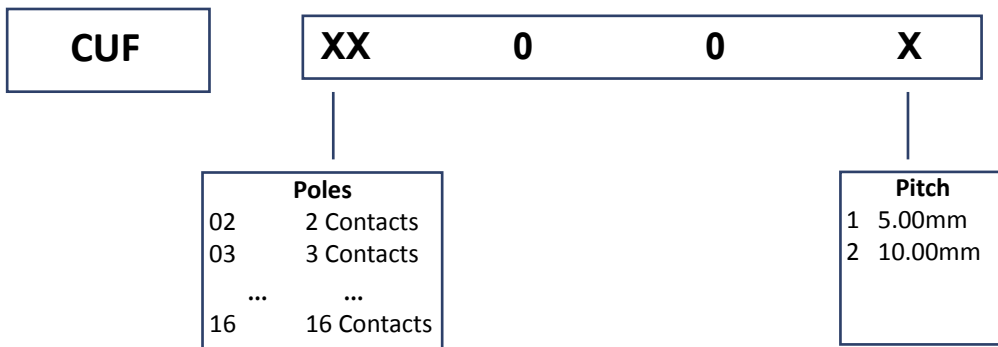 CUF XX 0 0 X
Poles
02 2 Contacts
03 3 Contacts
... ...
16 16 Contacts
Pitch
1 5.00mm
2 10.00mm